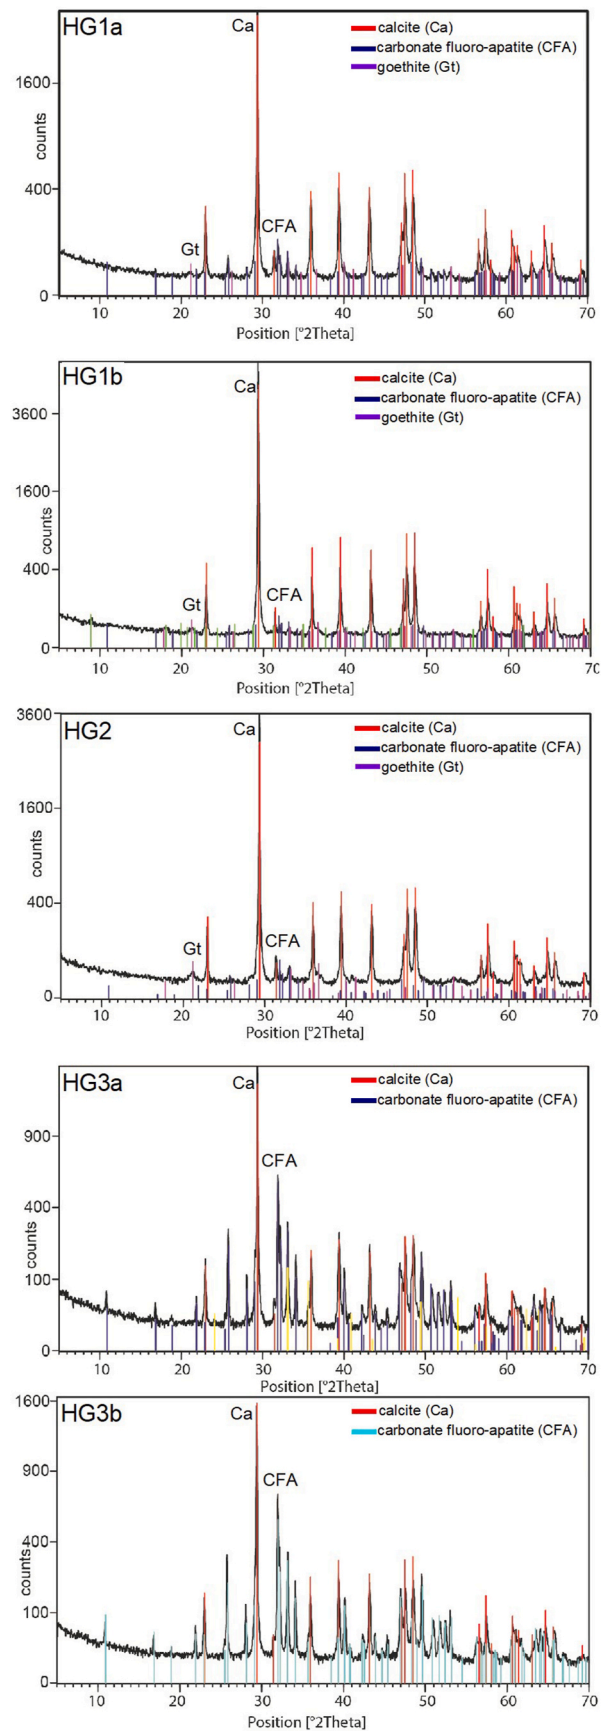 HG1a
Ca
calcite (Ca)
carbonate fluoro-apatite (CFA)
goethite (Gt)
1600
counts
400
CFA
Gt
0
10 20 30 40 50 60 70
Position [°2Theta]
HG1b
Ca
calcite (Ca)
carbonate fluoro-apatite (CFA)
goethite (Gt)
3600
1600
counts
400
Gt
CFA
0
10 20 30 40 50 60 70
Position [°2Theta]
3600
HG2
Ca
calcite (Ca)
carbonate fluoro-apatite (CFA)
goethite (Gt)
1600
counts
400
Gt
CFA
0
10 20 30 40 50 60 70
Position [°2Theta]
HG3a
Ca
calcite (Ca)
carbonate fluoro-apatite (CFA)
900
CFA
400
counts
100
0
10 20 30 40 50 60 70
Position [°2Theta]
1600
HG3b
Ca
calcite (Ca)
carbonate fluoro-apatite (CFA)
900
CFA
400
counts
100
0
10 20 30 40 50 60 70
Position [°2Theta]